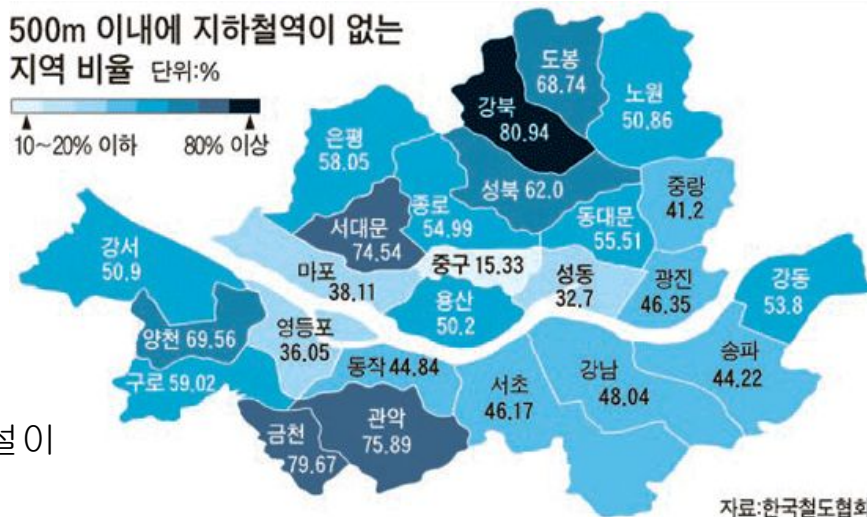 500m 이내에 지하철역이 없는
지역 비율 단위:%
10~20% 이하 80% 이상
도봉
68.74
노원
50.86
강북
80.94
은평
58.05
성북 62.0
중랑
41.2
종로
54.99
동대문
55.51
서대문
74.54
강서
50.9
마포
38.11
중구 15.33
성동
32.7
광진
46.35
강동
53.8
용산
50.2
양천 69.56
영등포
36.05
동작 44.84
서초
46.17
강남
48.04
송파
44.22
구로 59.02
금천
79.67
관악
75.89
설이
자료:한국철도협회